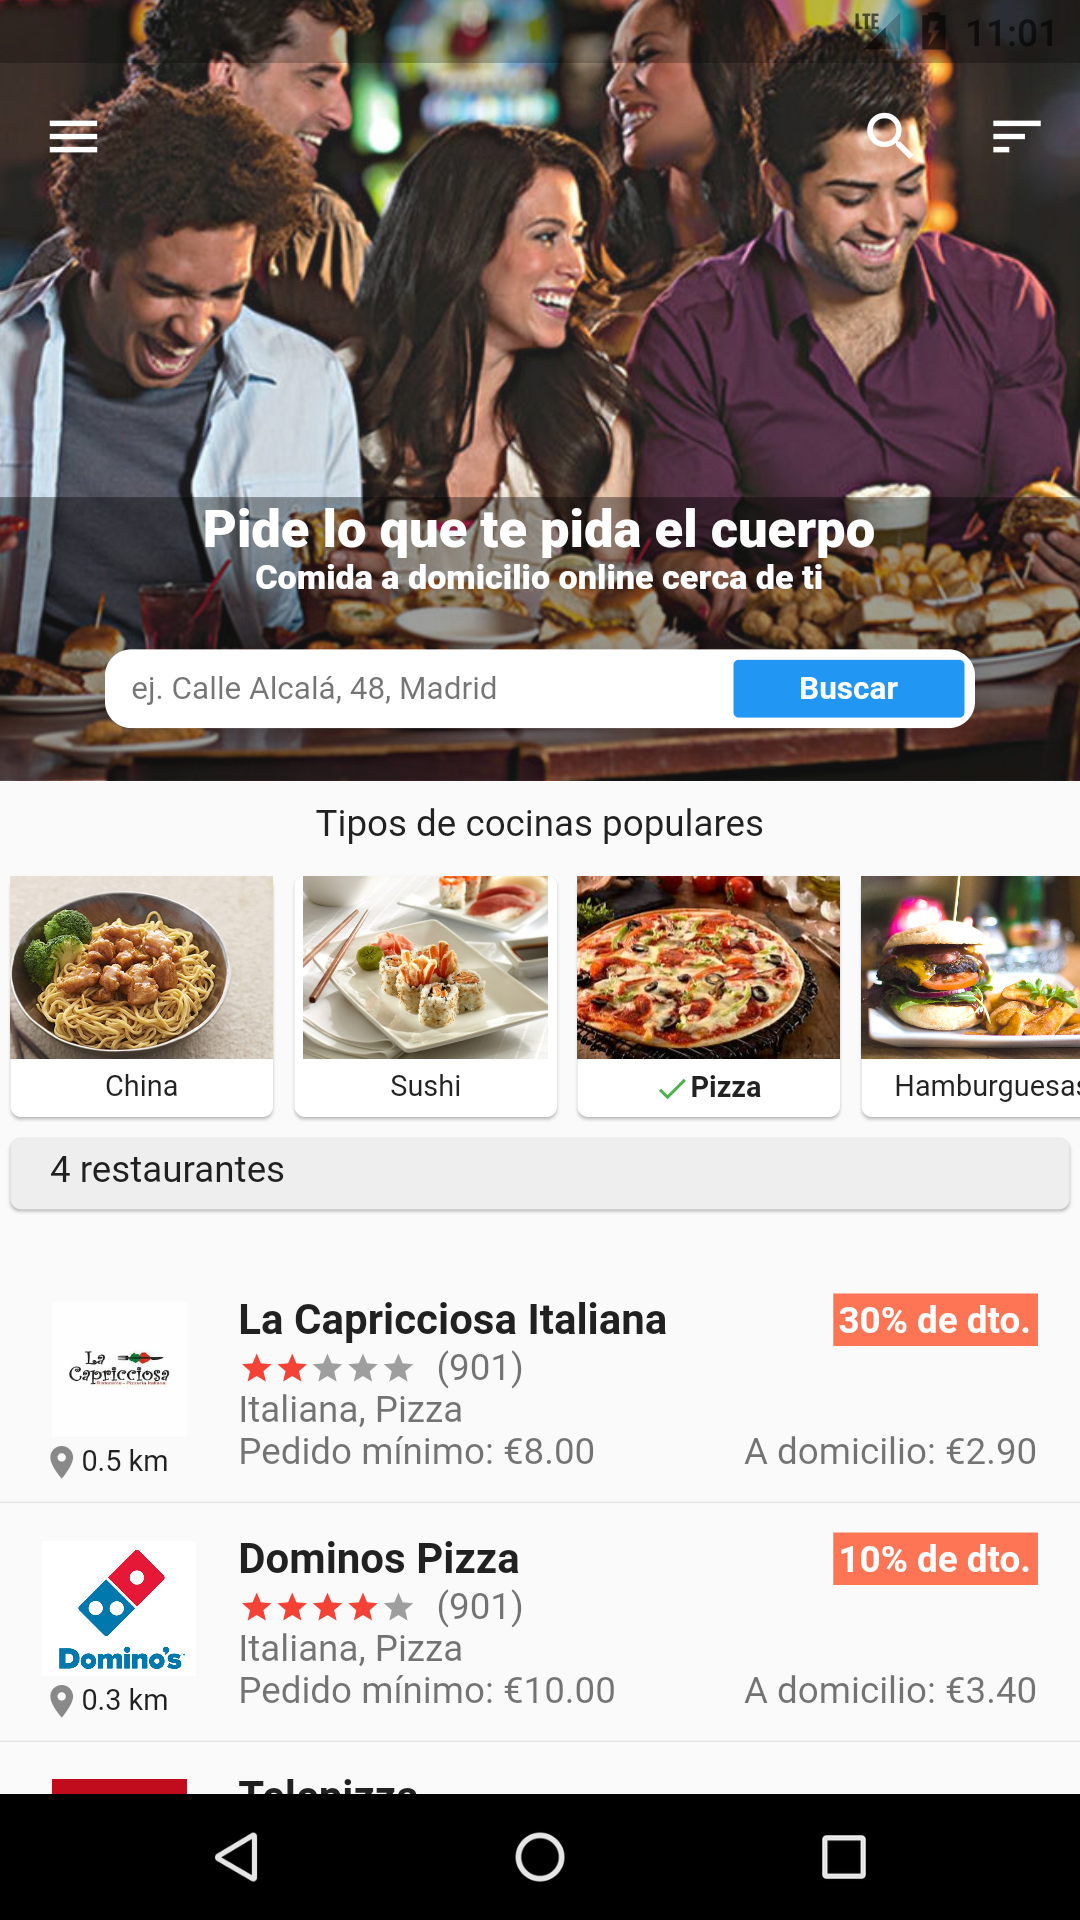 LTE 11:01
Pide lo que te pida el cuerpo
Comida a domicilio online cerca de ti
ej. Calle Alcalá, 48, Madrid
Buscar
Tipos de cocinas populares
China
Sushi
Pizza
Hamburguesas
4 restaurantes
La Capricciosa Italiana
30% de dto.
(901)
Italiana, Pizza
Pedido mínimo: €8.00
A domicilio: €2.90
La
Capricciosa
0.5 km
Dominos Pizza
10% de dto.
(901)
Italiana, Pizza
Pedido mínimo: €10.00
A domicilio: €3.40
Domino's
0.3 km
Telepizza